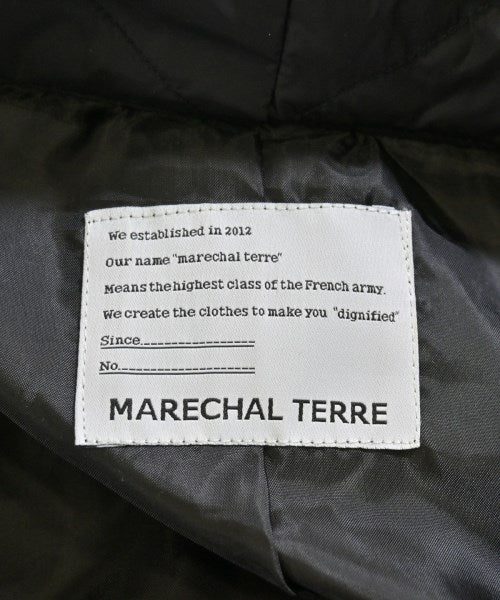 We established in 2012
Our name "marechal terre"
Means the highest class of the French army.
We create the clothes to make you "dignified"
Since
No.
MARECHAL TERRE